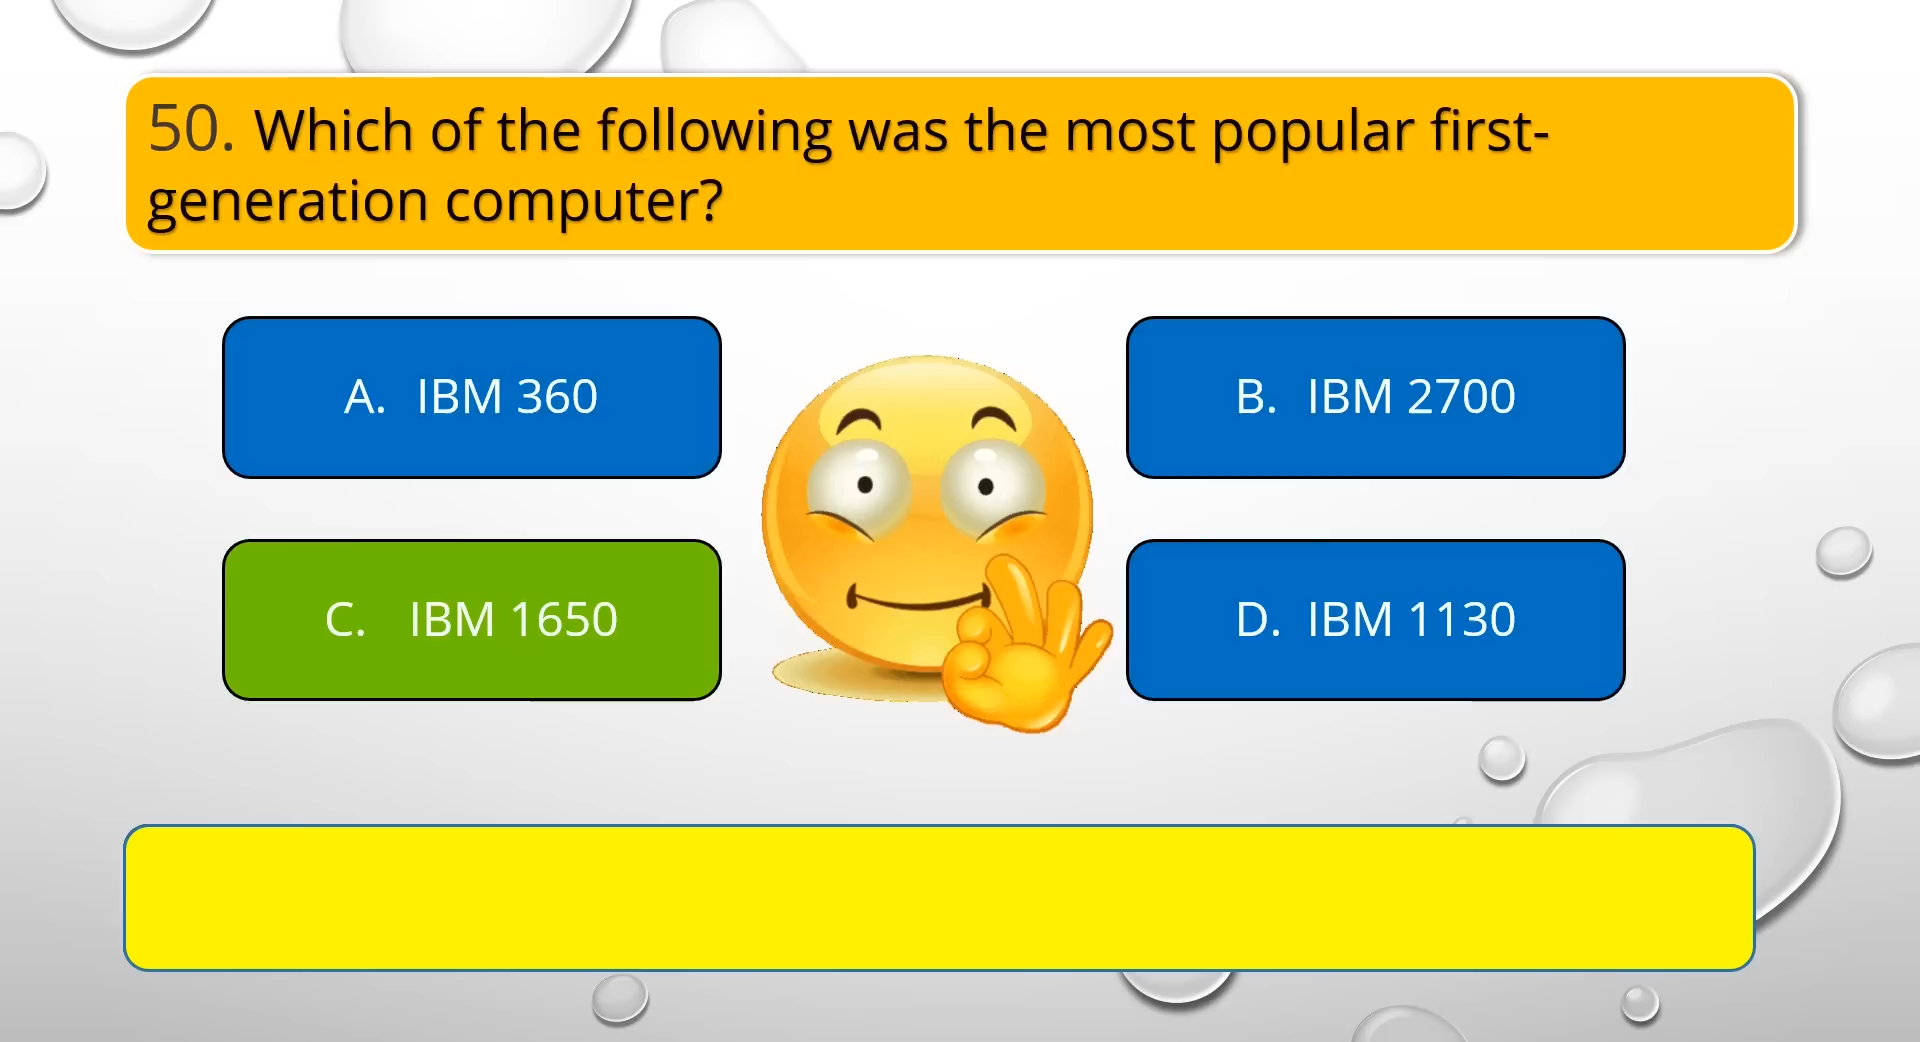 50. Which of the following was the most popular first-
generation computer?
A. IBM 360
B. IBM 2700
C. IBM 1650
D. IBM 1130